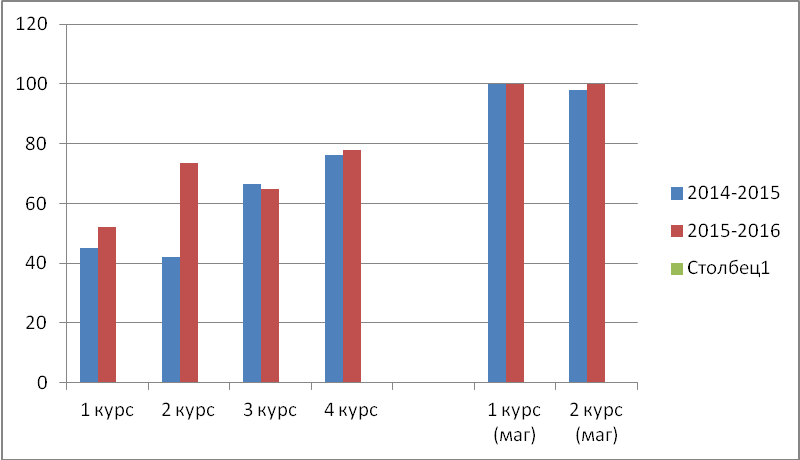 120
100
80
60
40
20
0
1 курс
2 курс
3 курс
4 курс
1 курс
(маг)
2 курс
(маг)
2014-2015
2015-2016
Столбец1